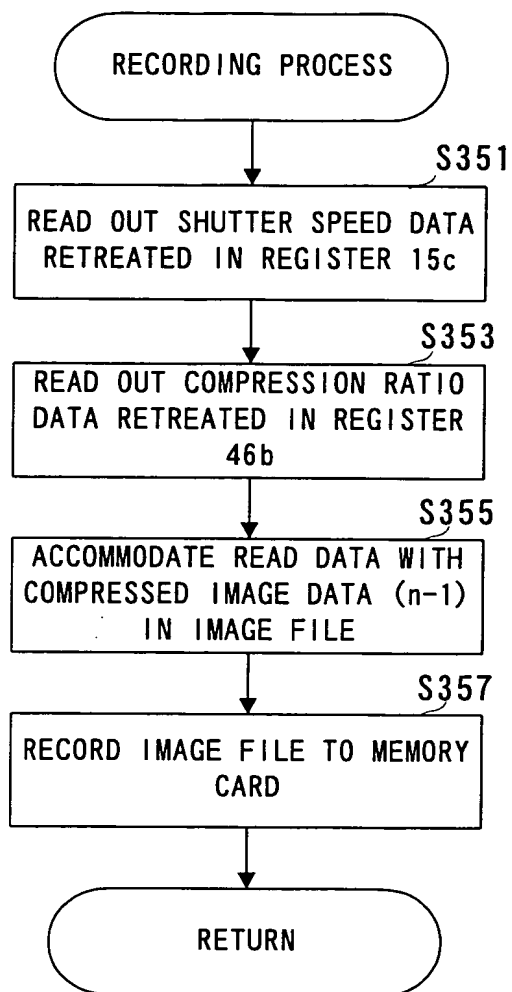 RECORDING PROCESS
S351
READ OUT SHUTTER SPEED DATA
RETREATED IN REGISTER 15c
S353
READ OUT COMPRESSION RATIO
DATA RETREATED IN REGISTER
46b
S355
ACCOMMODATE READ DATA WITH
COMPRESSED IMAGE DATA (n-1)
IN IMAGE FILE
S357
RECORD IMAGE FILE TO MEMORY
CARD
RETURN